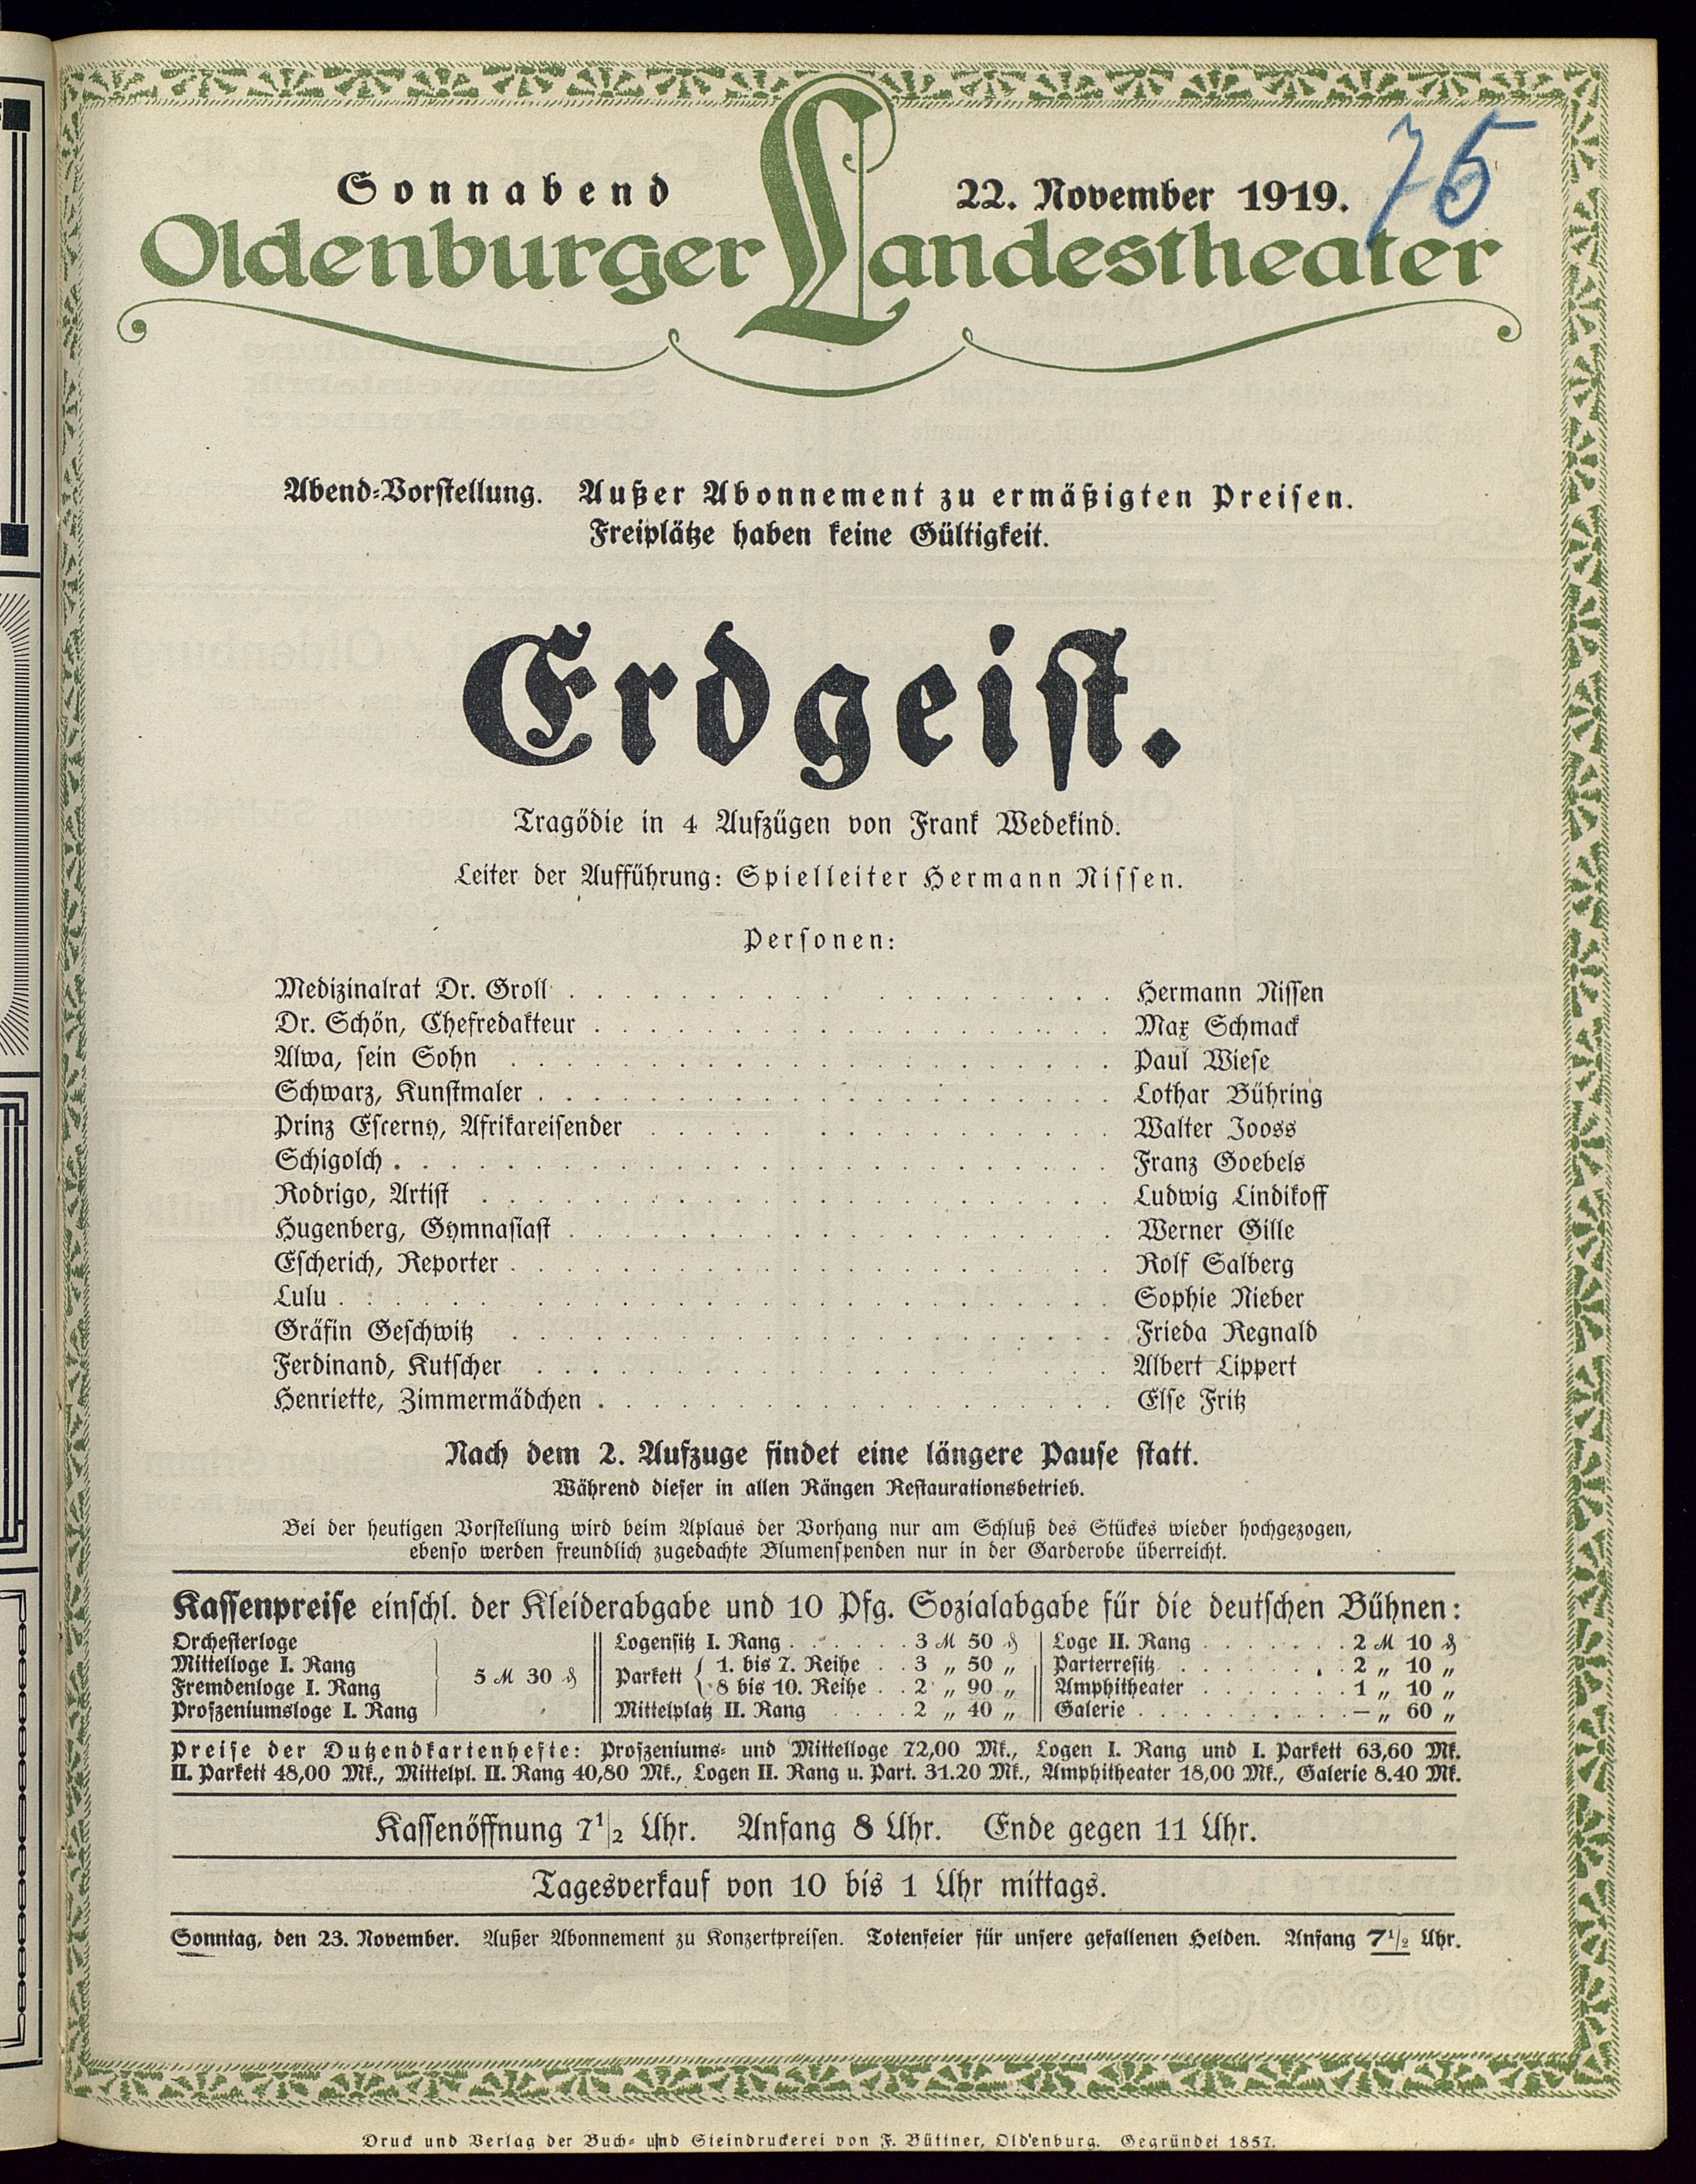 75
Sonnabend 22. November 1919.
Oldenburger Landestheater
Abend-Vorstellung. Außer Abonnement zu ermäßigten Preisen.
Freiplätze haben keine Gültigkeit.
Erdgeist.
Tragödie in 4 Aufzügen von Frank Wedekind.
Leiter der Aufführung: Spielleiter Hermann Nissen.
Personen:
Medizinalrat Dr. Groll . . . . . . . . . . Hermann Nissen
Dr. Schön, Chefredakteur . . . . . . . . . . Max Schmack
Alwa, sein Sohn . . . . . . . . . . Paul Wiese
Schwarz, Kunstmaler . . . . . . . . . . Lothar Bühring
Prinz Escerny, Afrikareisender . . . . . . . . . . Walter Jooss
Schigolch . . . . . . . . . . Franz Goebels
Rodrigo, Artist . . . . . . . . . . Ludwig Lindikoff
Hugenberg, Gymnasiast . . . . . . . . . . Werner Gille
Escherich, Reporter . . . . . . . . . . Rolf Salberg
Lulu . . . . . . . . . . Sophie Nieber
Gräfin Geschwitz . . . . . . . . . . Frieda Regnald
Ferdinand, Kutscher . . . . . . . . . . Albert Lippert
Henriette, Zimmermädchen . . . . . . . . . . Else Fritz
Nach dem 2. Aufzuge findet eine längere Pause statt.
Während dieser in allen Rängen Restaurationsbetrieb.
Bei der heutigen Vorstellung wird beim Aplaus der Vorhang nur am Schluß des Stückes wieder hochgezogen,
ebenso werden freundlich zugedachte Blumenspenden nur in der Garderobe überreicht.
Kassenpreise einschl. der Kleiderabgabe und 10 Pfg. Sozialabgabe für die deutschen Bühnen:
Orchesterloge
Mittelloge I. Rang
Fremdenloge I. Rang
Proszeniumsloge I. Rang
5 M 30 ₰
Logensitz I. Rang . . . . . . 3 M 50 ₰
Parkett { 1. bis 7. Reihe . . 3 „ 50 „
8 bis 10. Reihe . . 2 „ 90 „
Mittelplatz II. Rang . . . . 2 „ 40 „
Loge II. Rang . . . . . . 2 M 10 ₰
Parterresitz . . . . . . . 2 „ 10 „
Amphitheater . . . . . . . 1 „ 10 „
Galerie . . . . . . . . . — „ 60 „
Preise der Dutzendkartenhefte: Proszeniums- und Mittelloge 72,00 Mk., Logen I. Rang und I. Parkett 63,60 Mk.
II. Parkett 48,00 Mk., Mittelpl. II. Rang 40,80 Mk., Logen II. Rang u. Part. 31.20 Mk., Amphitheater 18,00 Mk., Galerie 8.40 Mk.
Kassenöffnung 7 1/2 Uhr. Anfang 8 Uhr. Ende gegen 11 Uhr.
Tagesverkauf von 10 bis 1 Uhr mittags.
Sonntag, den 23. November. Außer Abonnement zu Konzertpreisen. Totenfeier für unsere gefallenen Helden. Anfang 7 1/2 Uhr.
Druck und Verlag der Buch- und Steindruckerei von F. Büttner, Oldenburg. Gegründet 1857.